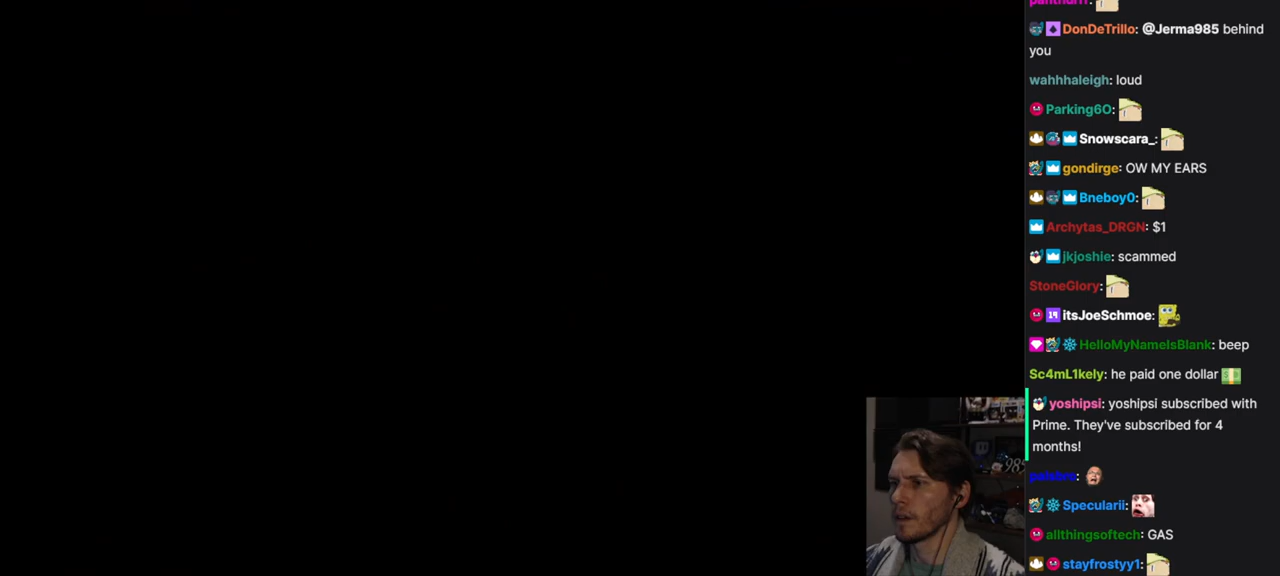 DonDeTrillo: @Jerma985 behind
you
wahhhaleigh: loud
Parking6O:
Snowscara_:
gondirge: OW MY EARS
Bneboy0:
Archytas_DRGN: $1
jkjoshie: scammed
StoneGlory:
14 itsJoeSchmoe:
HelloMyNameIsBlank: beep
Sc4mL1kely: he paid one dollar
yoshipsi: yoshipsi subscribed with
Prime. They've subscribed for 4
months!
Specularii:
allthingsoftech: GAS
stayfrostyy1: